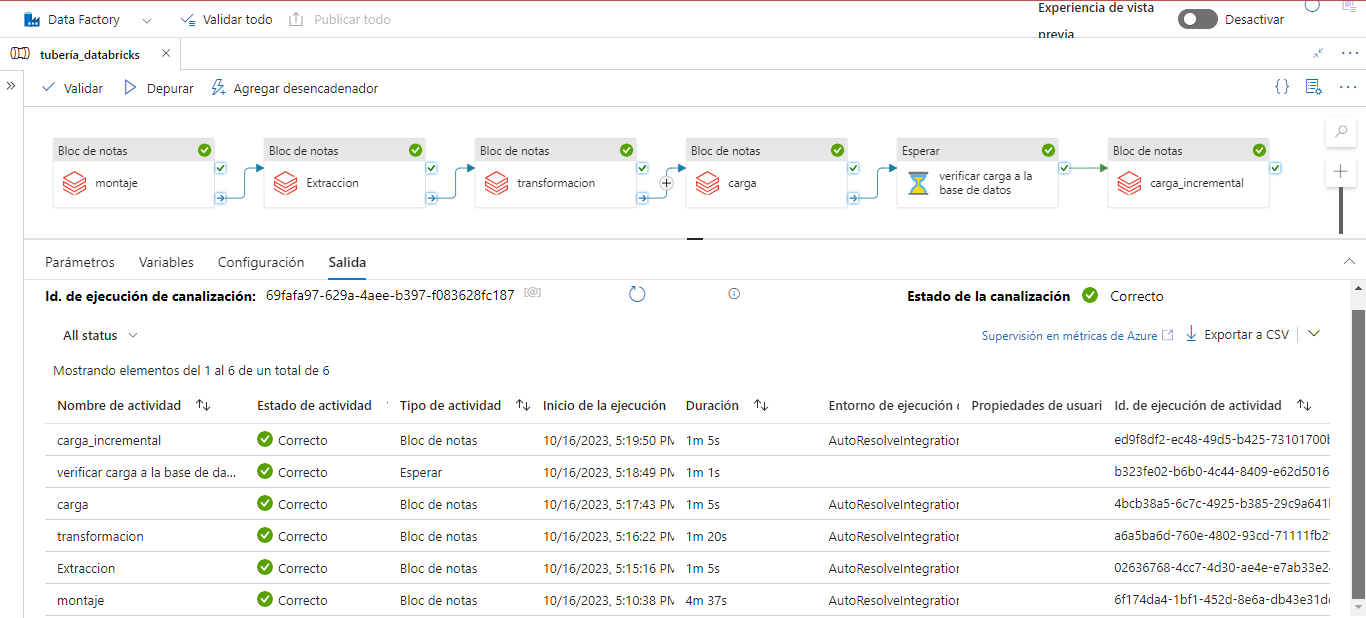 Experiencia de vista previa
Data Factory Validar todo Publicar todo Desactivar
tubería_databricks
Validar Depurar Agregar desencadenador
Bloc de notas Bloc de notas Bloc de notas Bloc de notas Esperar Bloc de notas
montaje Extraccion transformacion carga verificar carga a la base de datos carga_incremental
Parámetros Variables Configuración Salida
Id. de ejecución de canalización: 69fafa97-629a-4aee-b397-f083628fc187 [@] Estado de la canalización Correcto
All status Supervisión en métricas de Azure Exportar a CSV
Mostrando elementos del 1 al 6 de un total de 6
Nombre de actividad Estado de actividad Tipo de actividad Inicio de la ejecución Duración Entorno de ejecución Propiedades de usuari Id. de ejecución de actividad
carga_incremental Correcto Bloc de notas 10/16/2023, 5:19:50 PM 1m 5s AutoResolveIntegration ed9f8df2-ec48-49d5-b425-73101700b
verificar carga a la base de da... Correcto Esperar 10/16/2023, 5:18:49 PM 1m 1s b323fe02-b6b0-4c44-8409-e62d5016
carga Correcto Bloc de notas 10/16/2023, 5:17:43 PM 1m 5s AutoResolveIntegration 4bcb38a5-6c7c-4925-b385-29c9a641
transformacion Correcto Bloc de notas 10/16/2023, 5:16:22 PM 1m 20s AutoResolveIntegration a6a5ba6d-760e-4802-93cd-71111fb2
Extraccion Correcto Bloc de notas 10/16/2023, 5:15:16 PM 1m 5s AutoResolveIntegration 02636768-4cc7-4d30-ae4e-e7ab33e2
montaje Correcto Bloc de notas 10/16/2023, 5:10:38 PM 4m 37s AutoResolveIntegration 6f174da4-1bf1-452d-8e6a-db43e31d